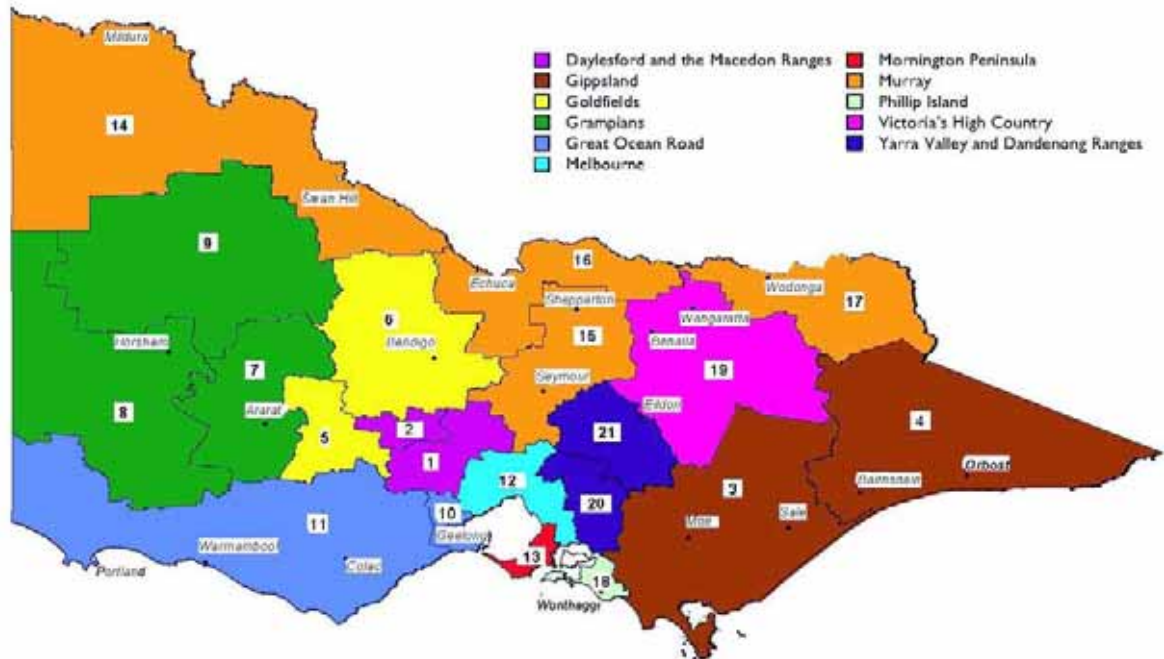 Mildura
Daylesford and the Macedon Ranges
Gippsland
Goldfields
Grampians
Great Ocean Road
Melbourne
Mornington Peninsula
Murray
Phillip Island
Victoria's High Country
Yarra Valley and Dandenong Ranges
14
Swan Hill
9
16
Echuca
Shepparton
Wodonga
17
6
Bendigo
15
Wangaratta
Benalla
Horsham
7
Seymour
19
8
Ararat
5
2
Eildon
21
4
1
12
3
Orbost
Bairnsdale
11
10
Geelong
20
Moe
Sale
Warrnambool
Colac
13
18
Portland
Wonthaggi